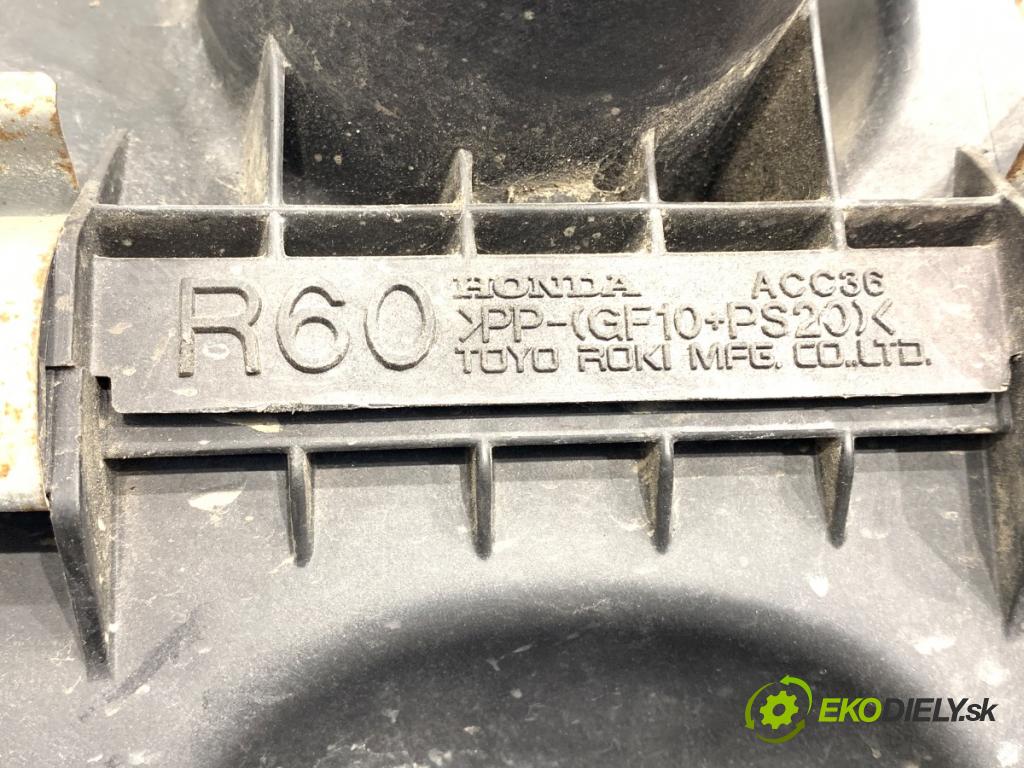 R60
HONDA ACC36
>PP-(GF10+PS20)<
TOYO ROKI MFG. CO.,LTD.
EKODIELY.sk